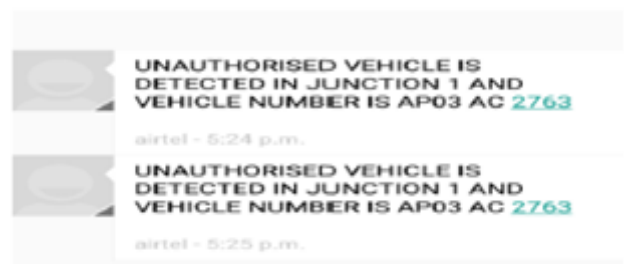 UNAUTHORISED VEHICLE IS
DETECTED IN JUNCTION 1 AND
VEHICLE NUMBER IS AP03 AC 2763
airtel - 5:24 p.m.
UNAUTHORISED VEHICLE IS
DETECTED IN JUNCTION 1 AND
VEHICLE NUMBER IS AP03 AC 2763
airtel - 5:25 p.m.